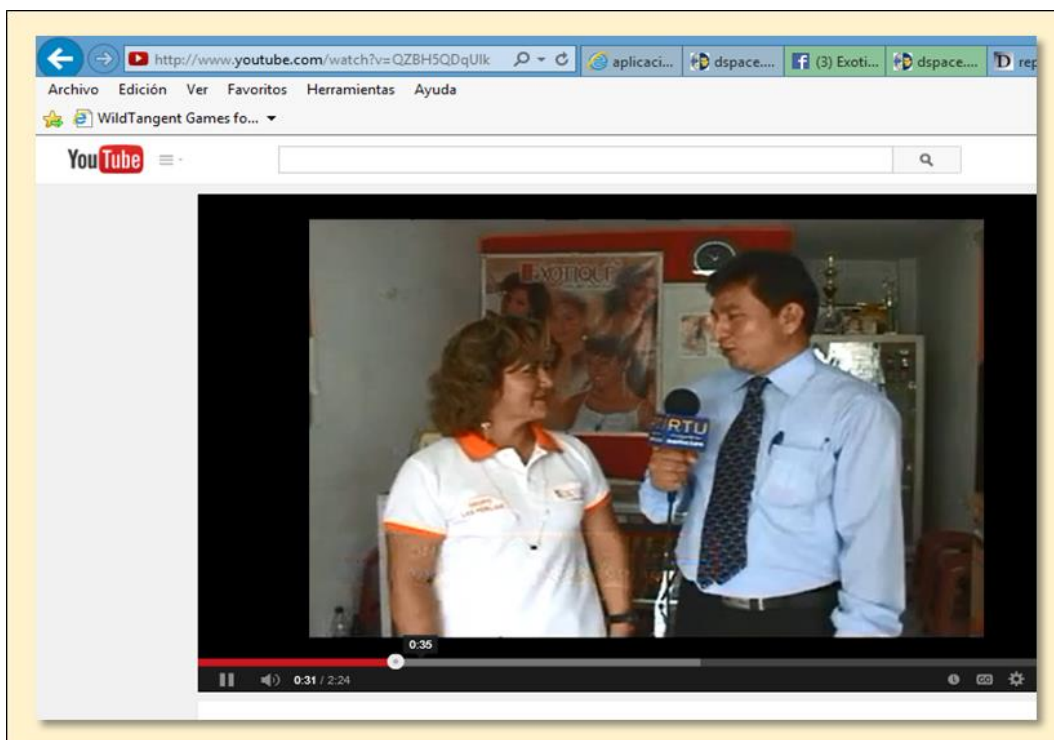 http://www.youtube.com/watch?v=QZBH5QDqUlk
aplicaci...
dspace....
(3) Exoti...
dspace....
rep
Archivo Edición Ver Favoritos Herramientas Ayuda
WildTangent Games fo...
YouTube
EXOTIQUE
RTU
0:35
0:31 / 2:24